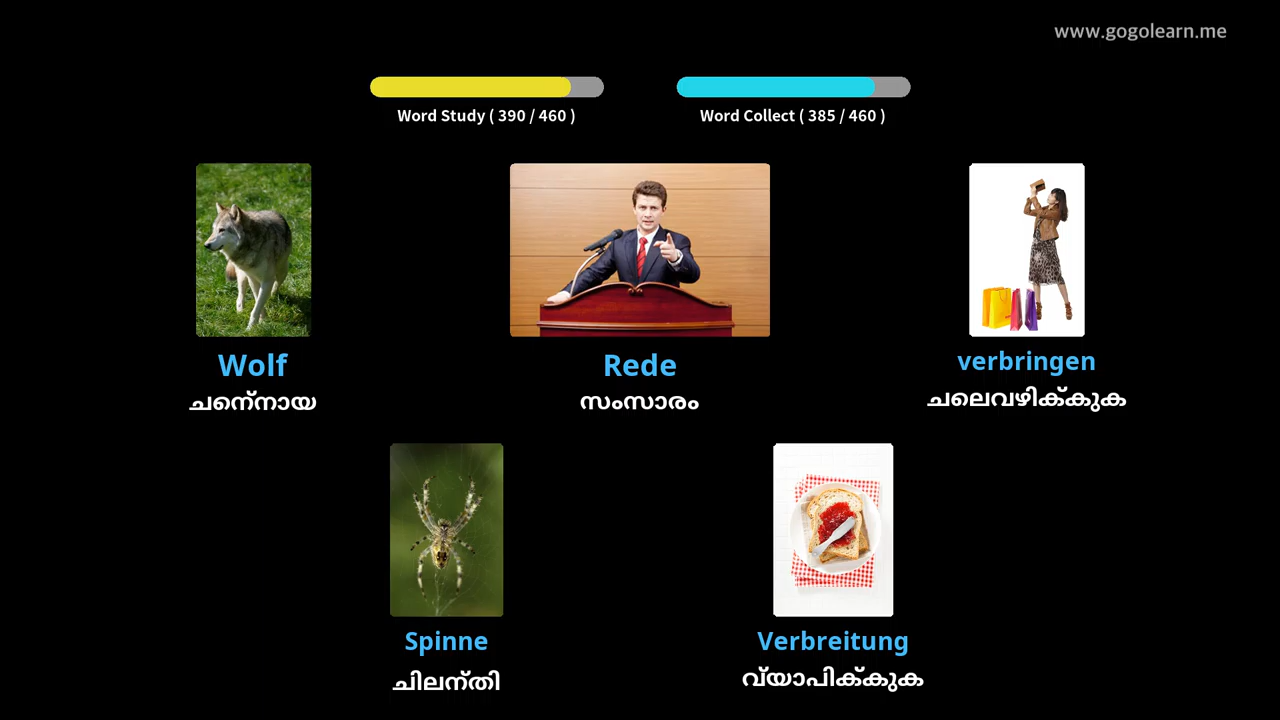 www.gogolearn.me
Word Study ( 390 / 460 )
Word Collect ( 385 / 460 )
Wolf
ചെന്നായ
Rede
സംസാരം
verbringen
ചെലവഴിക്കുക
Spinne
ചിലന്തി
Verbreitung
വ്യാപിക്കുക